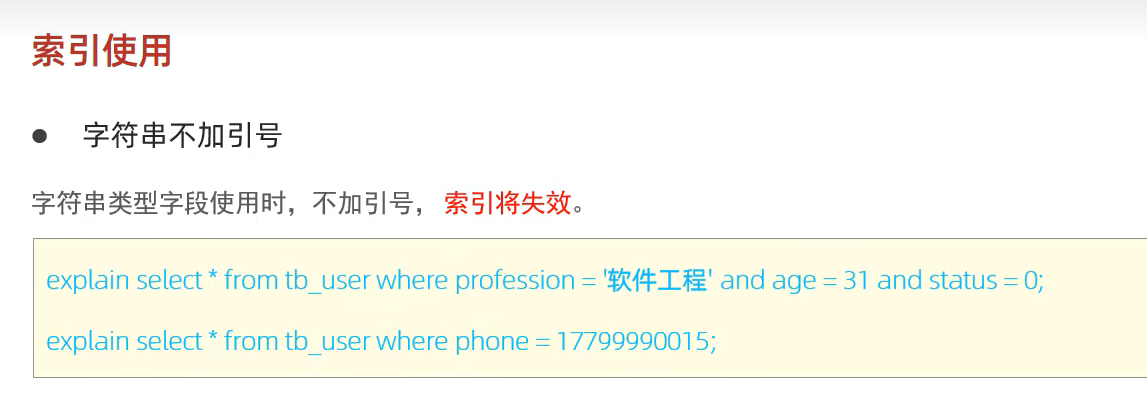 索引使用
● 字符串不加引号
字符串类型字段使用时，不加引号， 索引将失效。
explain select * from tb_user where profession = '软件工程' and age = 31 and status = 0;
explain select * from tb_user where phone = 17799990015;